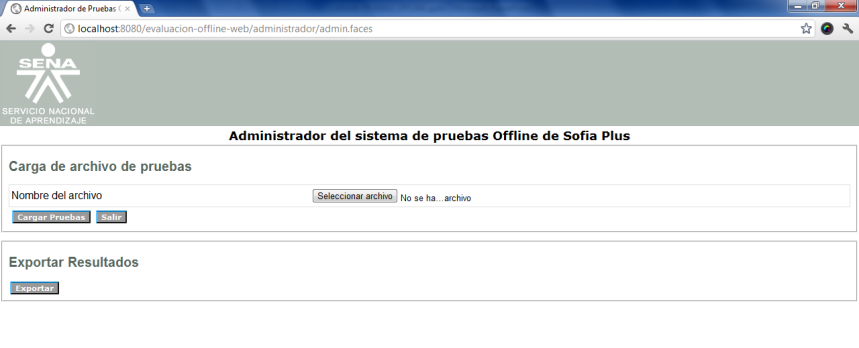 Administrador de Pruebas
localhost:8080/evaluacion-offline-web/administrador/admin.faces
SENA
SERVICIO NACIONAL
DE APRENDIZAJE
Administrador del sistema de pruebas Offline de Sofia Plus
Carga de archivo de pruebas
Nombre del archivo Seleccionar archivo No se ha...archivo
Cargar Pruebas Salir
Exportar Resultados
Exportar